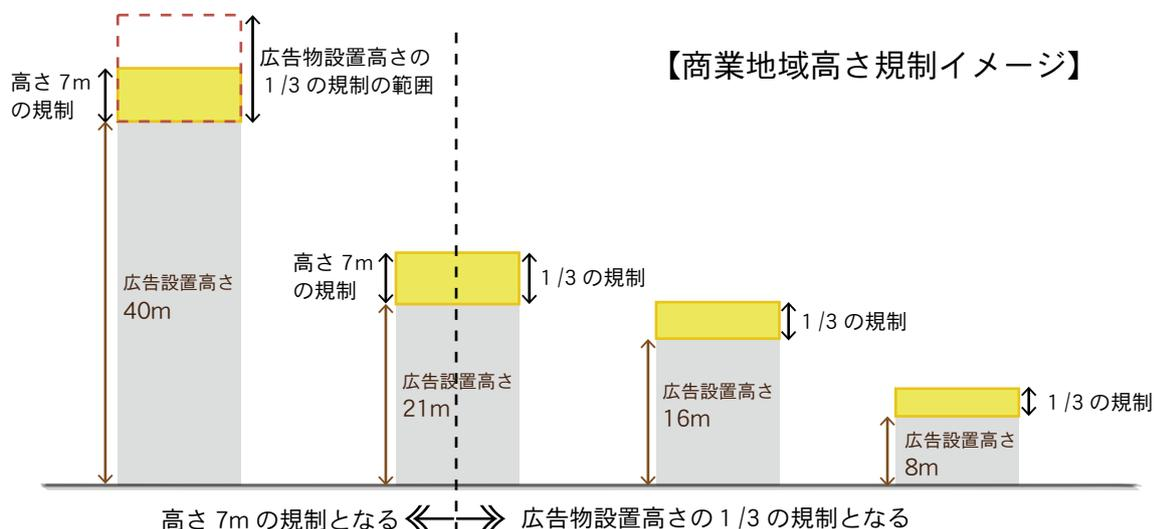 【商業地域高さ規制イメージ】
広告物設置高さの
1/3の規制の範囲
高さ 7m
の規制
広告設置高さ
40m
高さ 7m
の規制
1/3 の規制
広告設置高さ
21m
1/3 の規制
広告設置高さ
16m
1/3 の規制
広告設置高さ
8m
高さ 7m の規制となる
広告物設置高さの 1/3 の規制となる